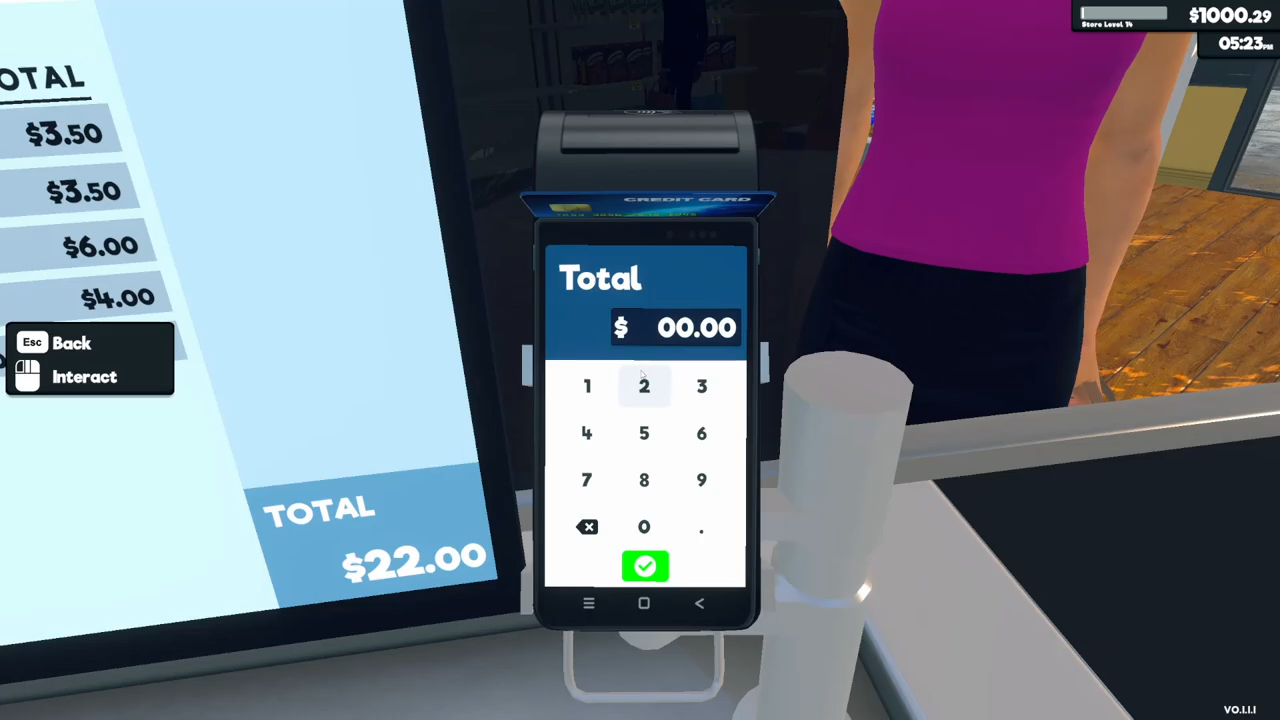 $1000.29
Store Level 14
05:23PM
OTAL
$3.50
$3.50
$6.00
$4.00
Esc Back
Interact
TOTAL
$22.00
CREDIT CARD
Total
$ 00.00
1 2 3
4 5 6
7 8 9
0 .
V0.1.1.1